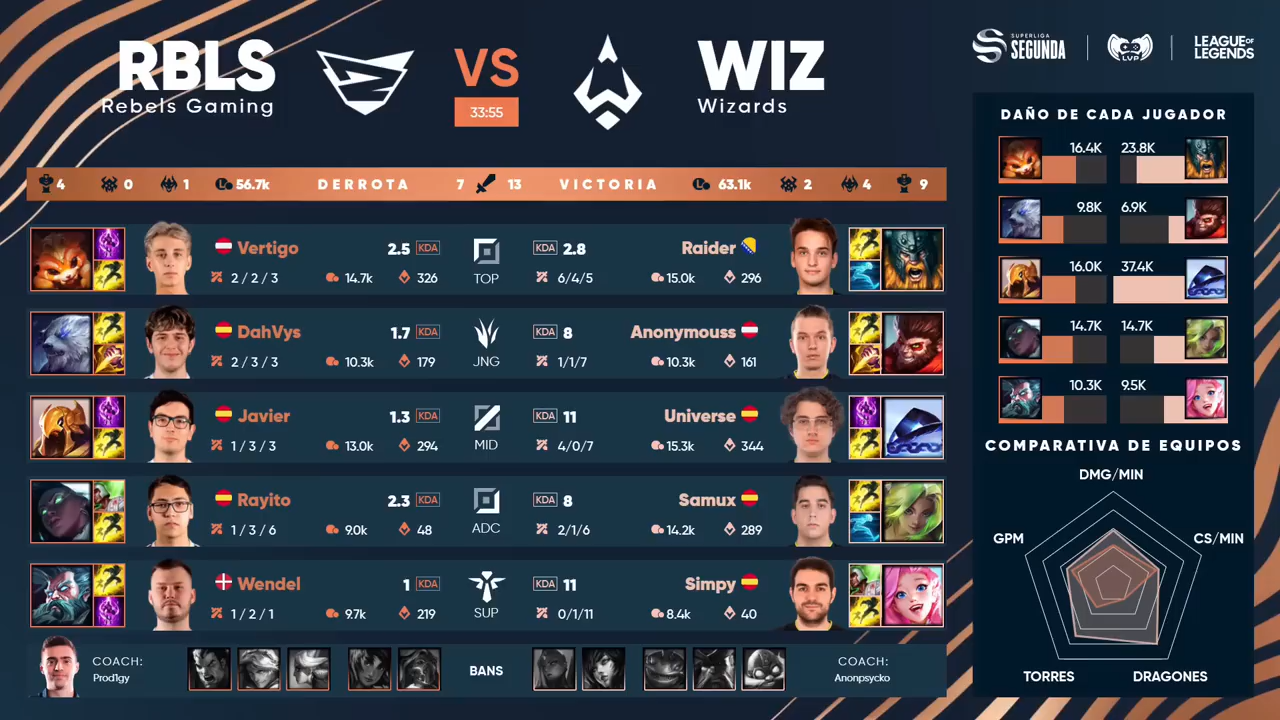 RBLS
Rebels Gaming
VS
33:55
WIZ
Wizards
SUPERLIGA
SEGUNDA
LVP
LEAGUE OF
LEGENDS
4 0 1 56.7k DERROTA 7 13 VICTORIA 63.1k 2 4 9
Vertigo 2.5 KDA TOP KDA 2.8 Raider
2 / 2 / 3 14.7k 326 6/4/5 15.0k 296
DahVys 1.7 KDA JNG KDA 8 Anonymouss
2 / 3 / 3 10.3k 179 1/1/7 10.3k 161
Javier 1.3 KDA MID KDA 11 Universe
1 / 3 / 3 13.0k 294 4/0/7 15.3k 344
Rayito 2.3 KDA ADC KDA 8 Samux
1 / 3 / 6 9.0k 48 2/1/6 14.2k 289
Wendel 1 KDA SUP KDA 11 Simpy
1 / 2 / 1 9.7k 219 0/1/11 8.4k 40
COACH:
Prod1gy
BANS
COACH:
Anonpsycko
DAÑO DE CADA JUGADOR
16.4K 23.8K
9.8K 6.9K
16.0K 37.4K
14.7K 14.7K
10.3K 9.5K
COMPARATIVA DE EQUIPOS
DMG/MIN
GPM
CS/MIN
TORRES
DRAGONES